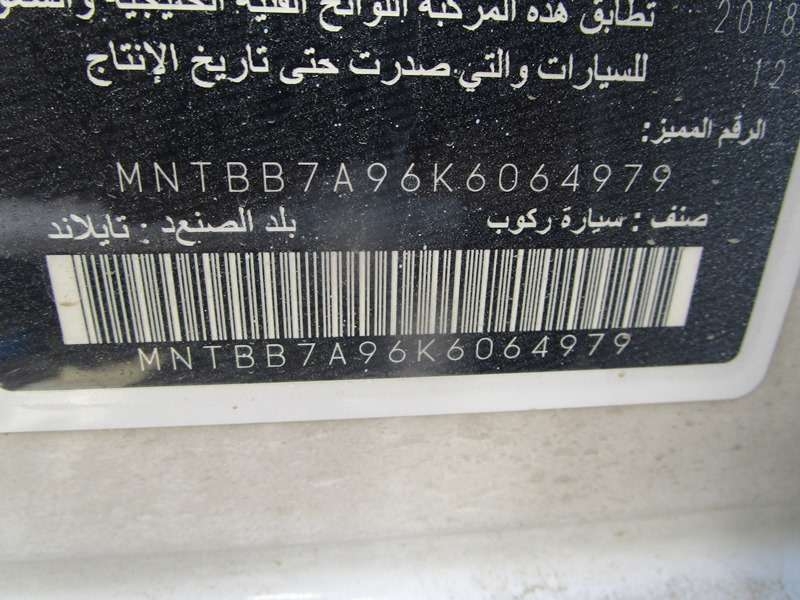 تطابق هذه المركبة اللوائح الفنية الخليجية 2018
للسيارات والتي صدرت حتى تاريخ الإنتاج 12
الرقم المميز:
MNTBB7A96K6064979
صنف : سيارة ركوب بلد الصنعد : تايلاند
MNTBB7A96K6064979